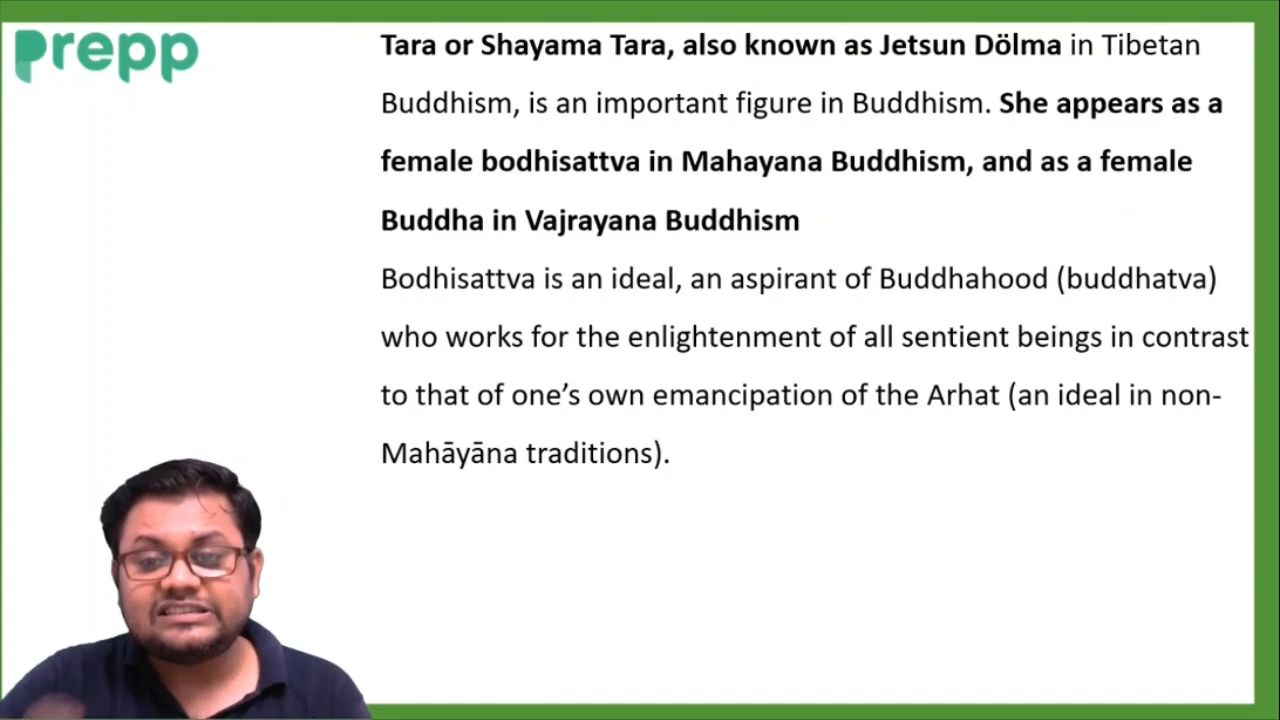 prepp
Tara or Shayama Tara, also known as Jetsun Dölma in Tibetan
Buddhism, is an important figure in Buddhism. She appears as a
female bodhisattva in Mahayana Buddhism, and as a female
Buddha in Vajrayana Buddhism
Bodhisattva is an ideal, an aspirant of Buddhahood (buddhatva)
who works for the enlightenment of all sentient beings in contrast
to that of one’s own emancipation of the Arhat (an ideal in non-
Mahāyāna traditions).